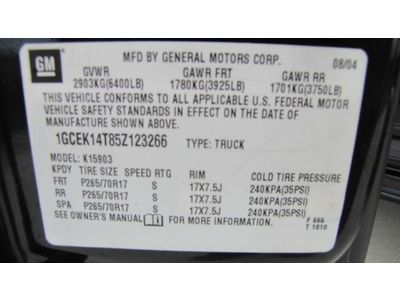 GM
MFD BY GENERAL MOTORS CORP. 08/04
GVWR GAWR FRT GAWR RR
2903KG(6400LB) 1780KG(3925LB) 1701KG(3750LB)
THIS VEHICLE CONFORMS TO ALL APPLICABLE U.S. FEDERAL MOTOR
VEHICLE SAFETY STANDARDS IN EFFECT ON THE DATE OF
MANUFACTURE SHOWN ABOVE.
1GCEK14T85Z123266 TYPE: TRUCK
MODEL: K15903
KPDY TIRE SIZE SPEED RTG RIM COLD TIRE PRESSURE
FRT P265/70R17 S 17X7.5J 240KPA(35PSI)
RR P265/70R17 S 17X7.5J 240KPA(35PSI)
SPA P265/70R17 S 17X7.5J 240KPA(35PSI)
SEE OWNER'S MANUAL FOR MORE INFORMATION.
F 666
T 1010